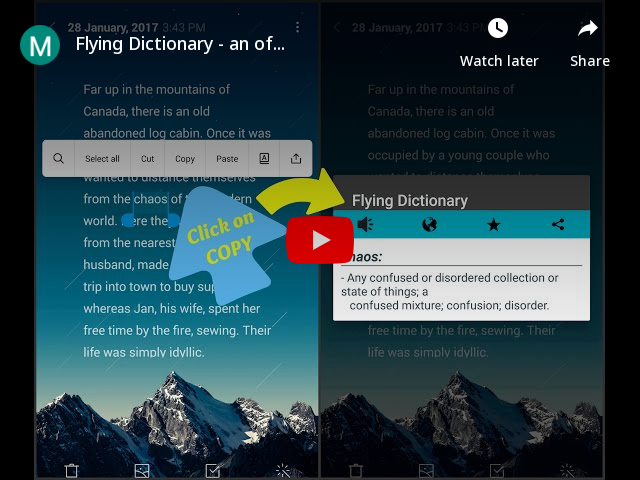 28 January, 2017 3:43 PM
28 January, 2017 3:43 PM
M
Flying Dictionary - an of...
Watch later
Share
Far up in the mountains of
Canada, there is an old
abandoned log cabin. Once it was
Select all
Cut
Copy
Paste
A
wanted to distance themselves
from the chaos of
dern
world. ere the
from the nearest
husband, made
trip into town to buy sup
whereas Jan, his wife, spent her
free time by the fire, sewing. Their
life was simply idyllic.
Click on
COPY
Far up in the mountains of
Canada, there is an old
abandoned log cabin. Once it was
occupied by a young couple who
Flying Dictionary
haos:
- Any confused or disordered collection or
state of things; a
confused mixture; confusion; disorder.
free time by the fire, sewing. Their
life was simply idyllic.